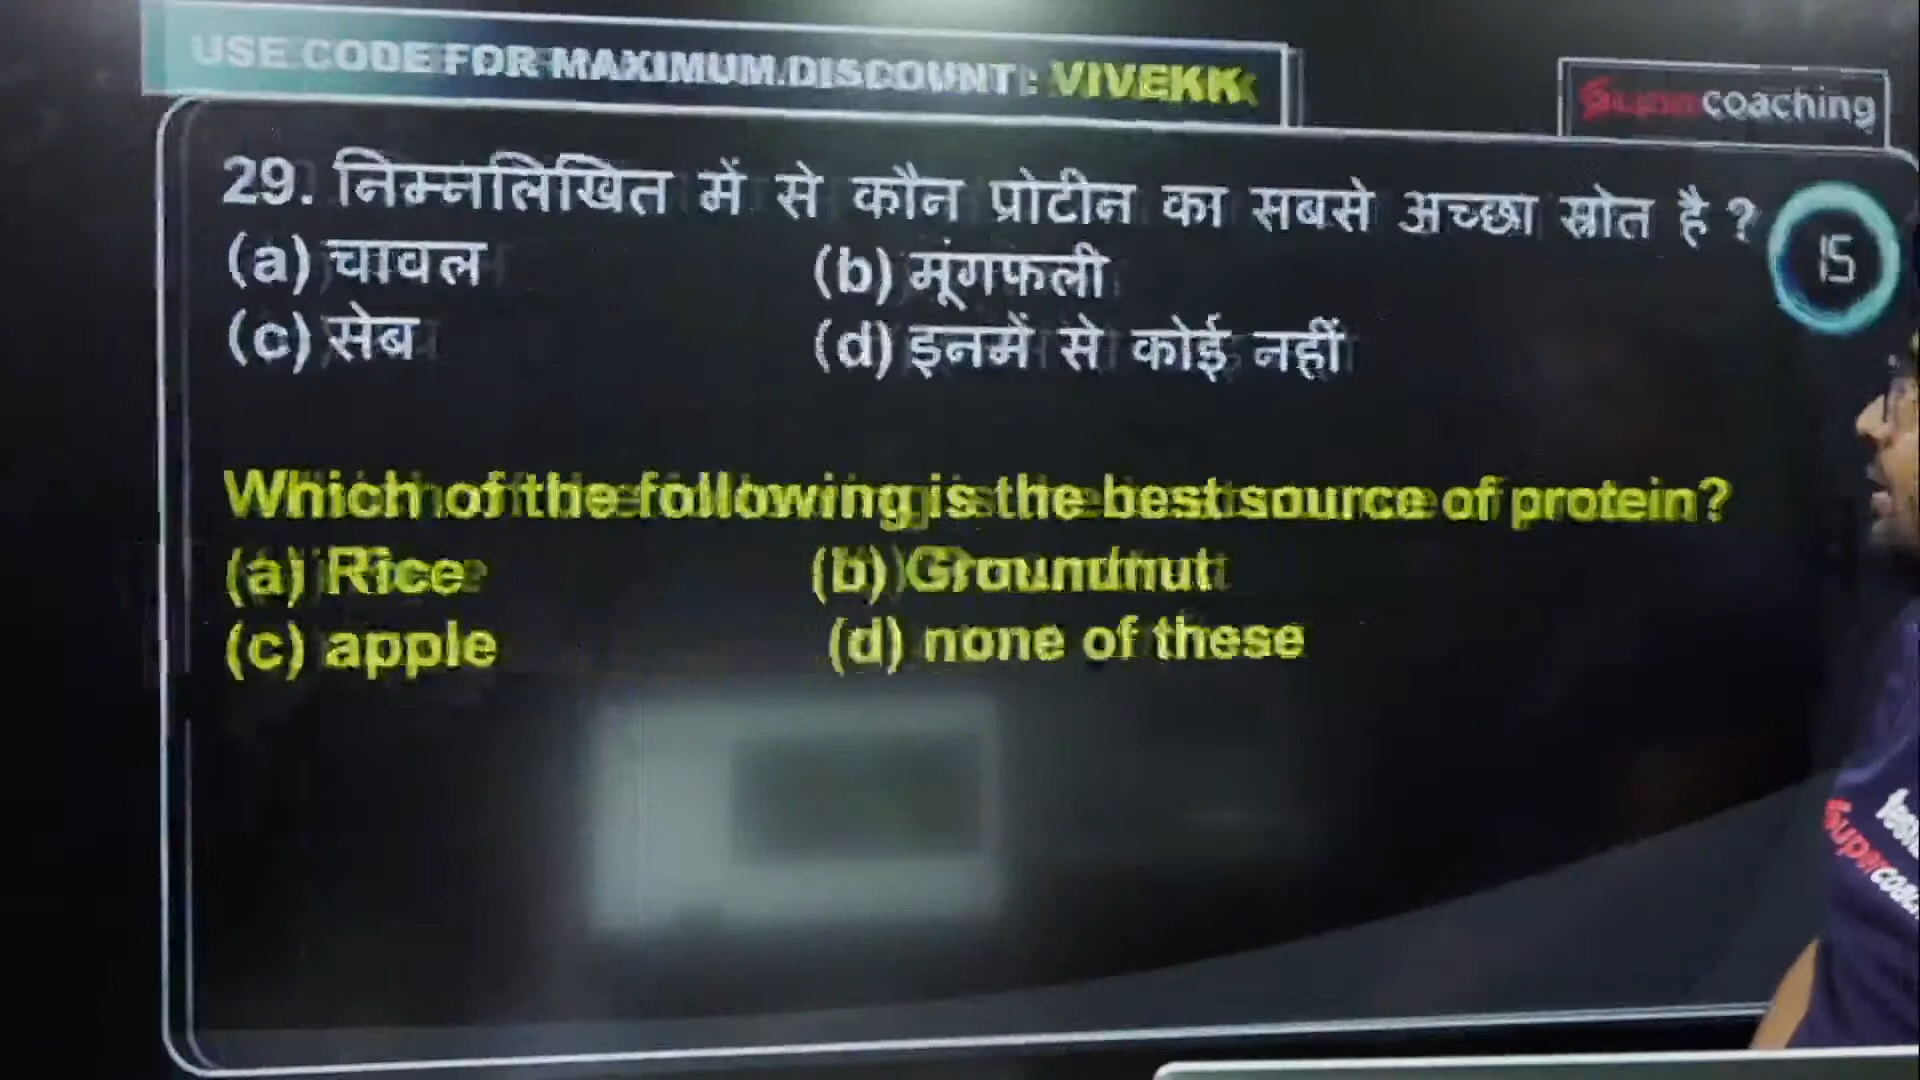 USE CODE FOR MAXIMUM DISCOUNT : VIVEKK
Supercoaching
29. निम्नलिखित में से कौन प्रोटीन का सबसे अच्छा स्रोत है ?
15
(a) चावल (b) मूंगफली
(c) सेब (d) इनमें से कोई नहीं
Which of the following is the best source of protein?
(a) Rice (b) Groundnut
(c) apple (d) none of these